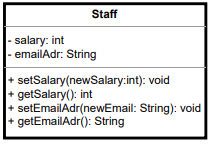 Staff
- salary: int
- emailAdr: String
+ setSalary(newSalary:int): void
+ getSalary(): int
+ setEmailAdr(newEmail: String): void
+ getEmailAdr(): String